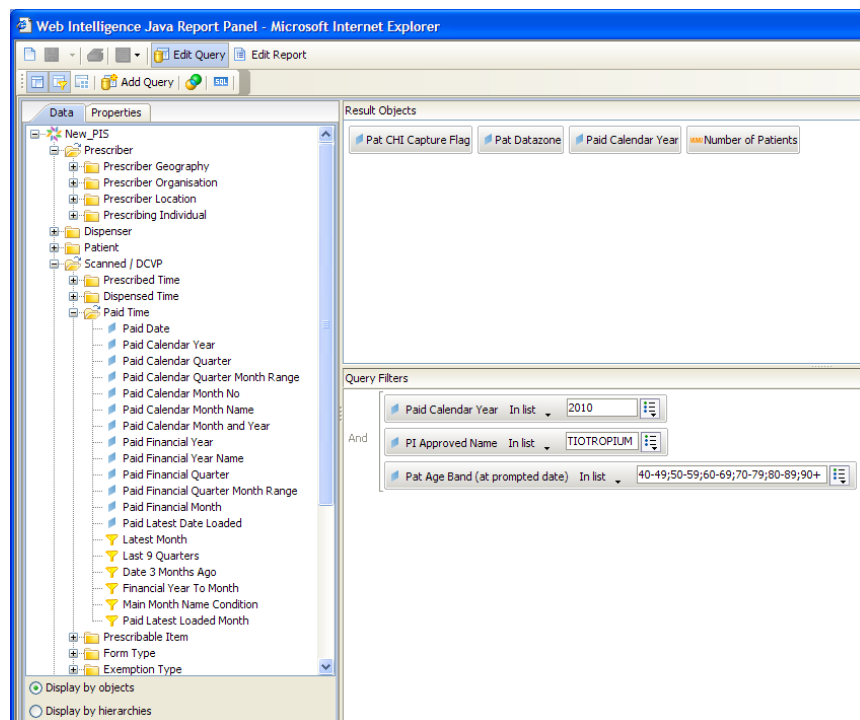 Web Intelligence Java Report Panel - Microsoft Internet Explorer
Edit Query Edit Report
Add Query SQL
Data Properties
New_PIS
Prescriber
Prescriber Geography
Prescriber Organisation
Prescriber Location
Prescribing Individual
Dispenser
Patient
Scanned / DCVP
Prescribed Time
Dispensed Time
Paid Time
Paid Date
Paid Calendar Year
Paid Calendar Quarter
Paid Calendar Quarter Month Range
Paid Calendar Month No
Paid Calendar Month Name
Paid Calendar Month and Year
Paid Financial Year
Paid Financial Year Name
Paid Financial Quarter
Paid Financial Quarter Month Range
Paid Financial Month
Paid Latest Date Loaded
Latest Month
Last 9 Quarters
Date 3 Months Ago
Financial Year To Month
Main Month Name Condition
Paid Latest Loaded Month
Prescribable Item
Form Type
Exemption Type
Display by objects
Display by hierarchies
Result Objects
Pat CHI Capture Flag Pat Datazone Paid Calendar Year Number of Patients
Query Filters
And
Paid Calendar Year In list 2010
PI Approved Name In list TIOTROPIUM
Pat Age Band (at prompted date) In list 40-49;50-59;60-69;70-79;80-89;90+